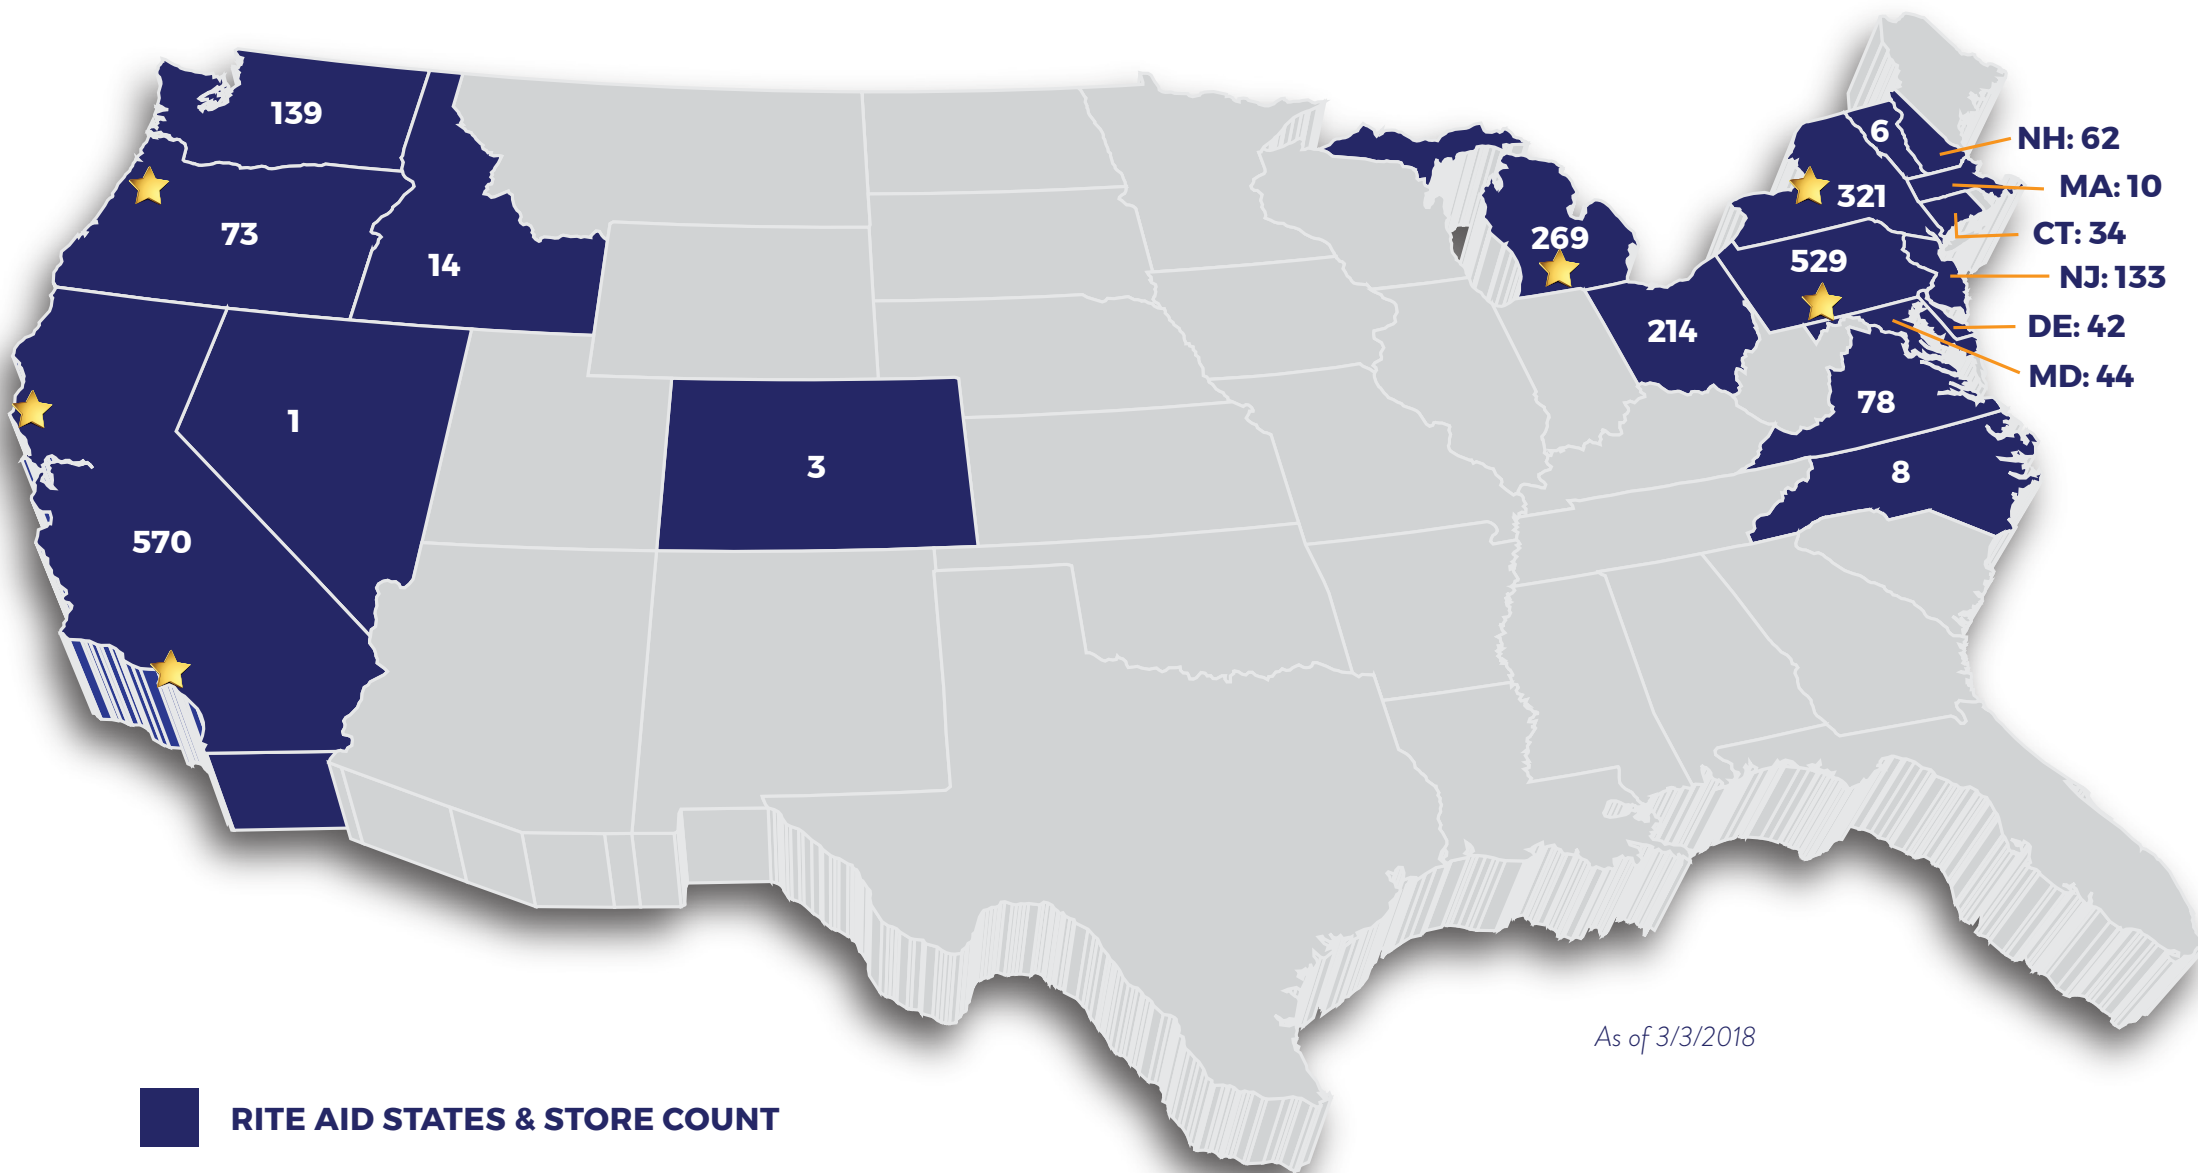 139
6
NH: 62
MA: 10
321
73
CT: 34
269
14
529
NJ: 133
214
DE: 42
MD: 44
78
1
3
8
570
As of 3/3/2018
RITE AID STATES & STORE COUNT